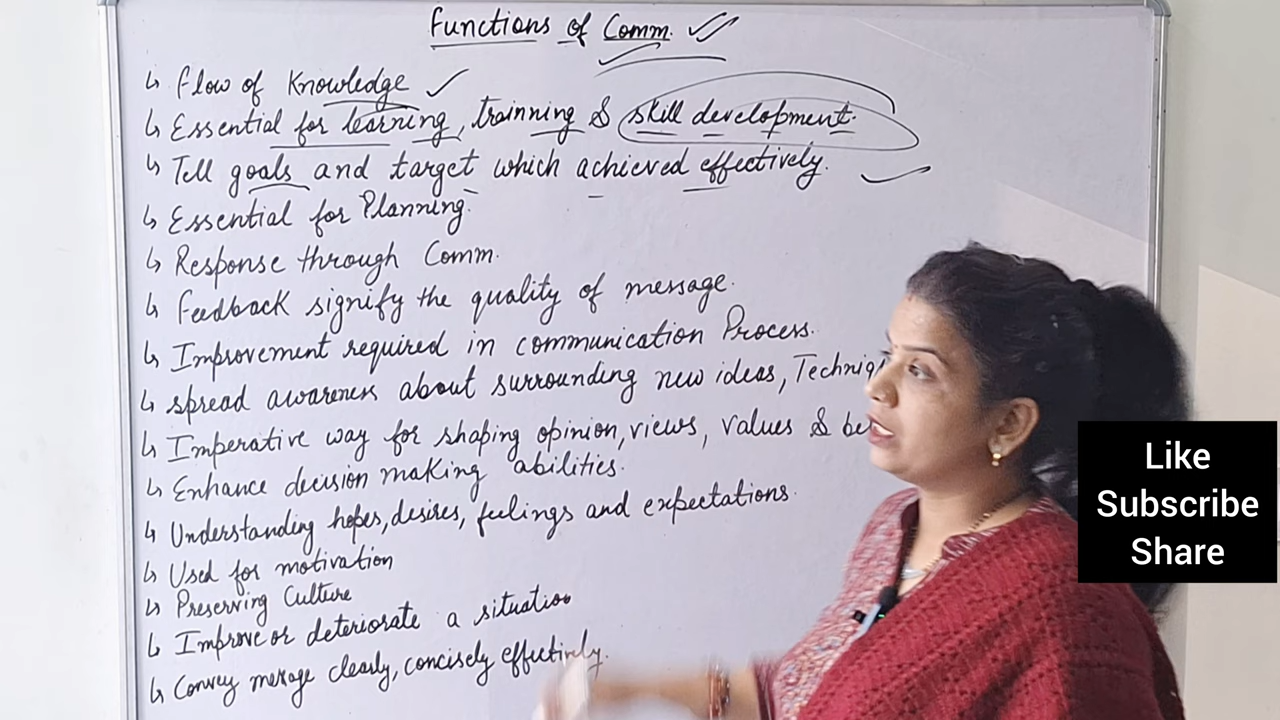 Functions of Comm.
↳ Flow of Knowledge
↳ Essential for learning, trainning & skill development.
↳ Tell goals and target which achieved effectively.
↳ Essential for Planning.
↳ Response through Comm.
↳ Feedback signify the quality of message.
↳ Improvement required in communication Process.
↳ spread awareness about surrounding new ideas,
↳ Imperative way for shaping opinion, views, values &
↳ Enhance decision making abilities.
↳ Understanding hopes, desires, feelings and expectations.
↳ Used for motivation
↳ Preserving Culture
↳ Improve or deteriorate a situation
↳ Convey message clearly, concisely effectively.
Like
Subscribe
Share